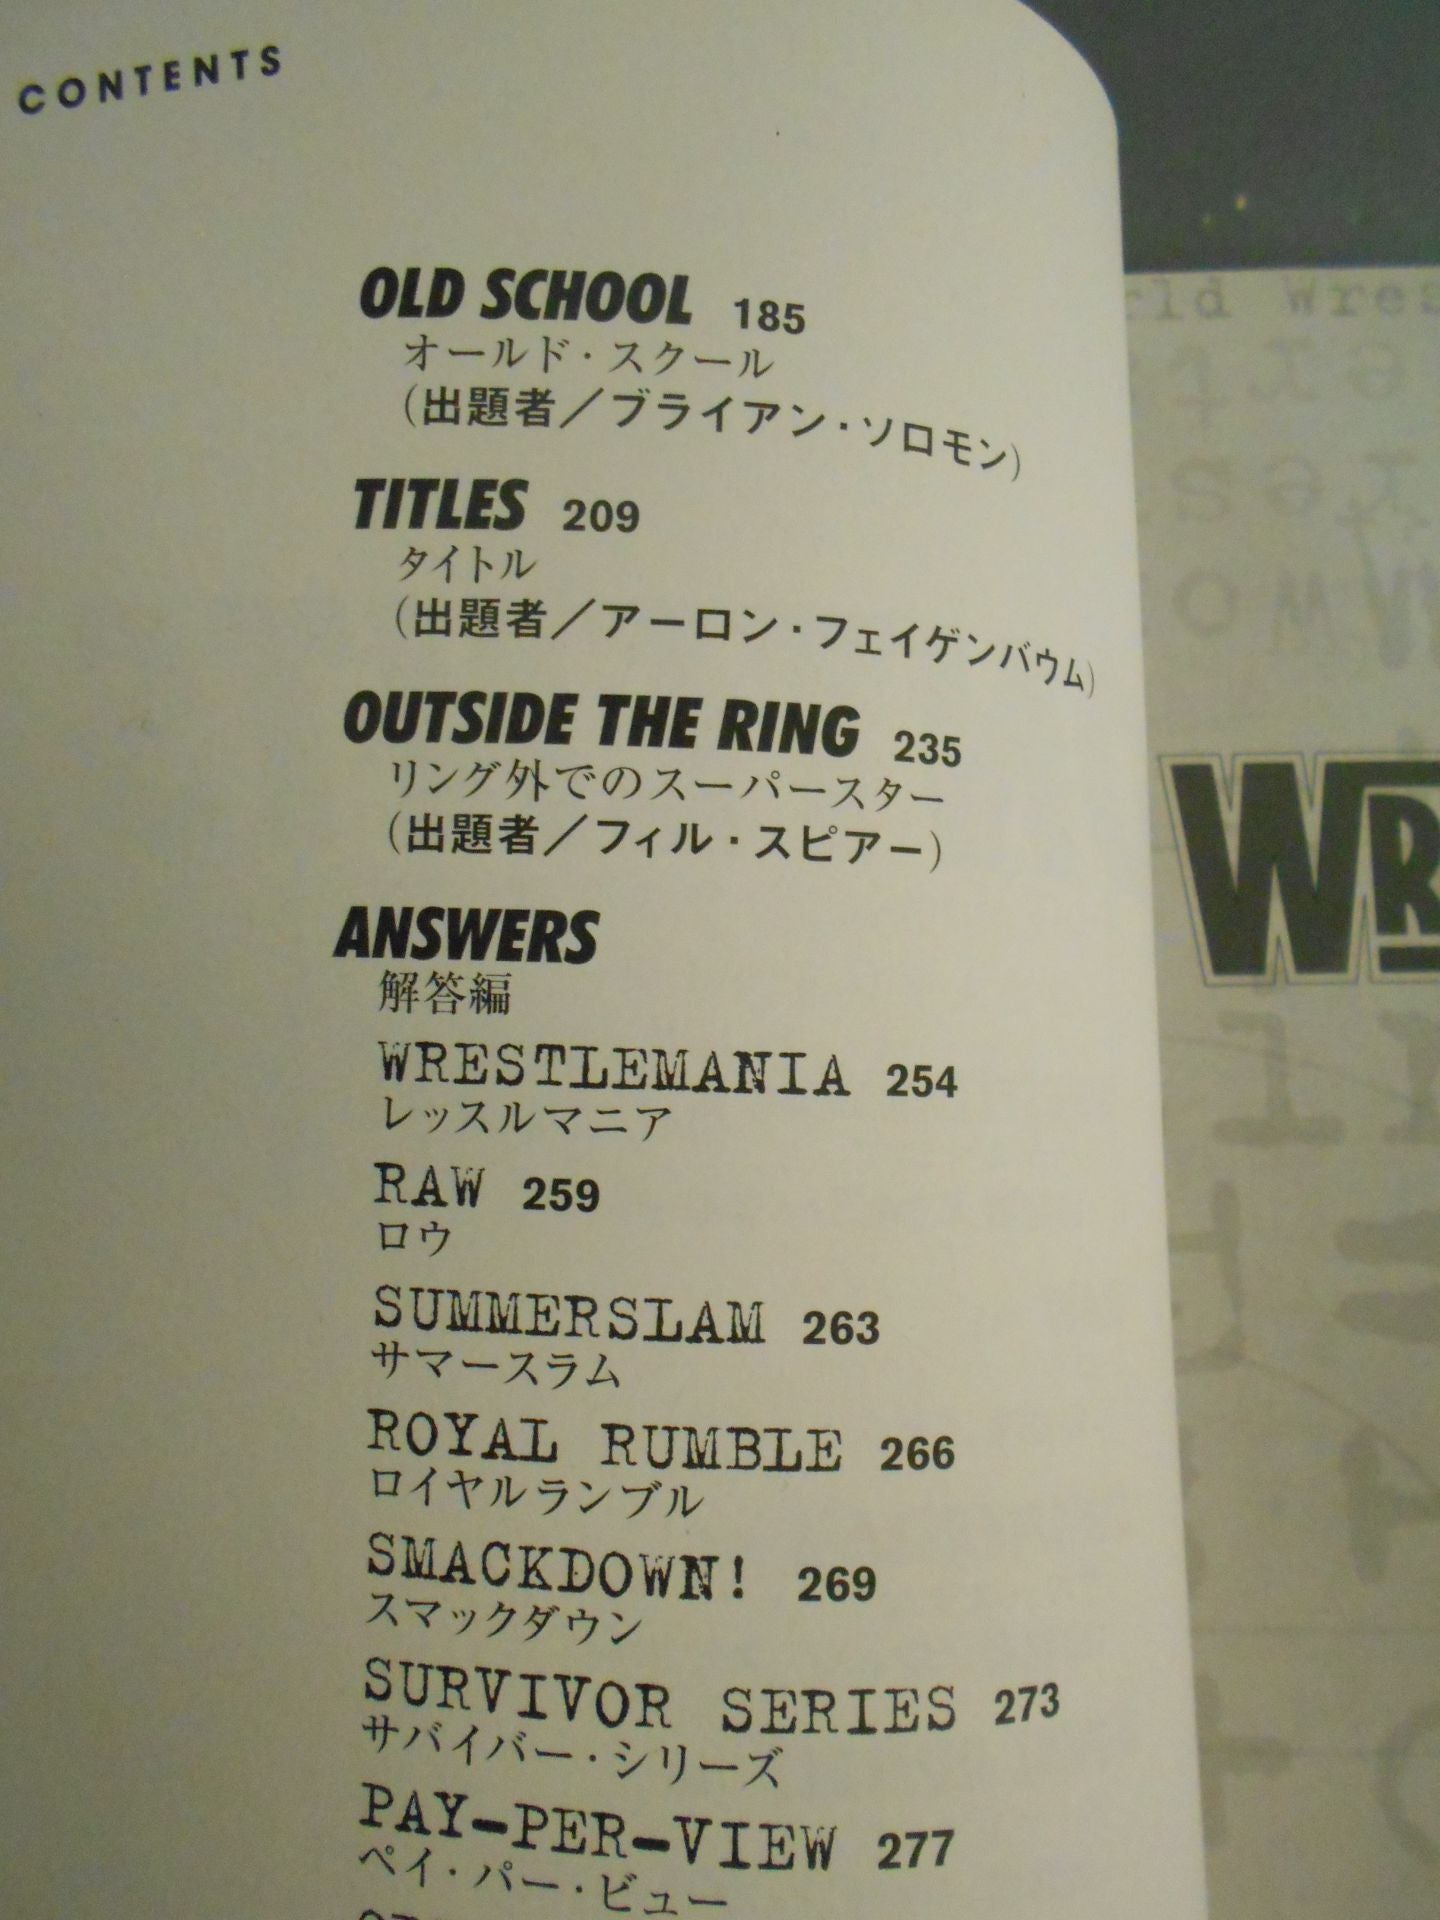 CONTENTS
OLD SCHOOL 185
オールド・スクール
(出題者／ブライアン・ソロモン)
TITLES 209
タイトル
(出題者／アーロン・フェイゲンバウム)
OUTSIDE THE RING 235
リング外でのスーパースター
(出題者／フィル・スピアー)
ANSWERS
解答編
WRESTLEMANIA 254
レッスルマニア
RAW 259
ロウ
SUMMERSLAM 263
サマースラム
ROYAL RUMBLE 266
ロイヤルランブル
SMACKDOWN! 269
スマックダウン
SURVIVOR SERIES 273
サバイバー・シリーズ
PAY-PER-VIEW 277
ペイ・パー・ビュー